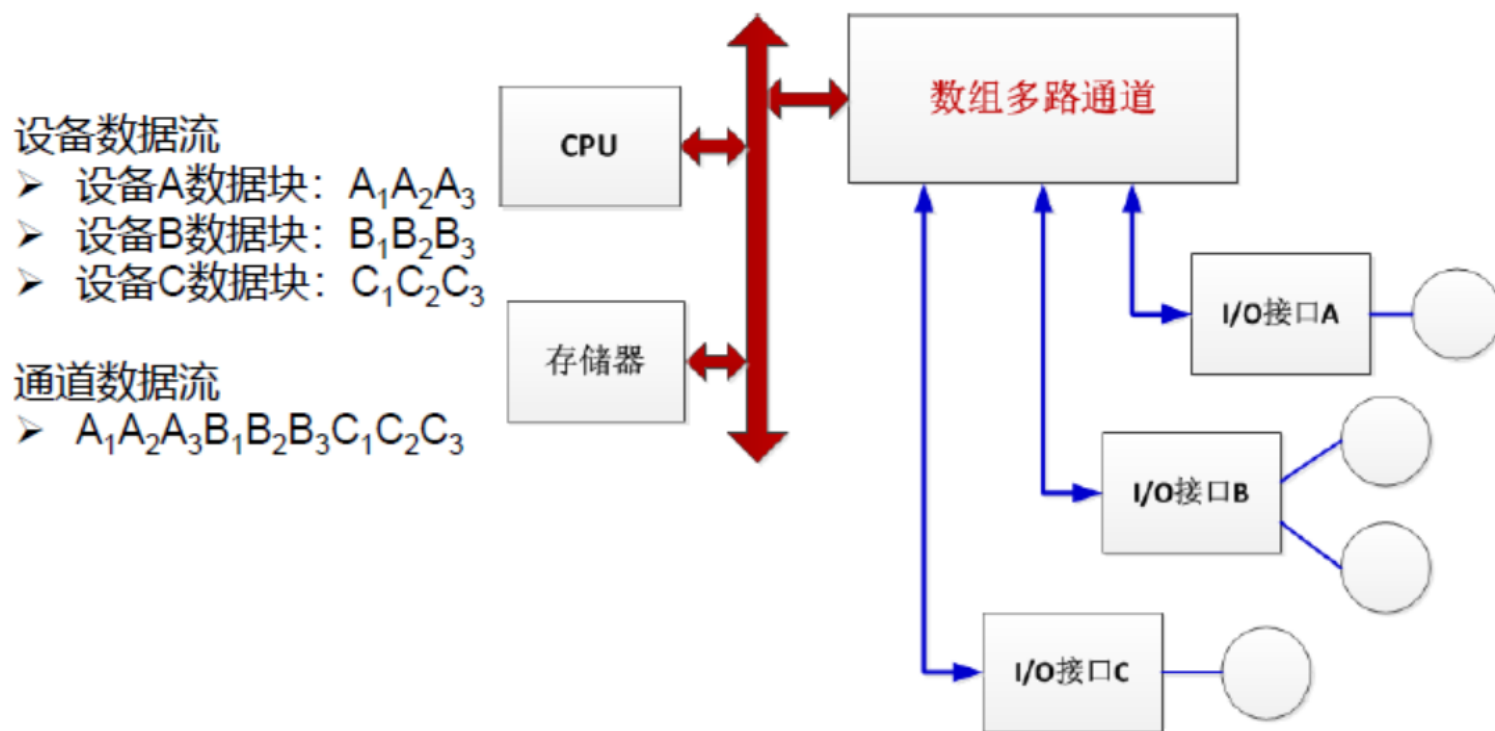 设备数据流
➢ 设备A数据块：A₁A₂A₃
➢ 设备B数据块：B₁B₂B₃
➢ 设备C数据块：C₁C₂C₃
通道数据流
➢ A₁A₂A₃B₁B₂B₃C₁C₂C₃
CPU
存储器
数组多路通道
I/O接口A
I/O接口B
I/O接口C